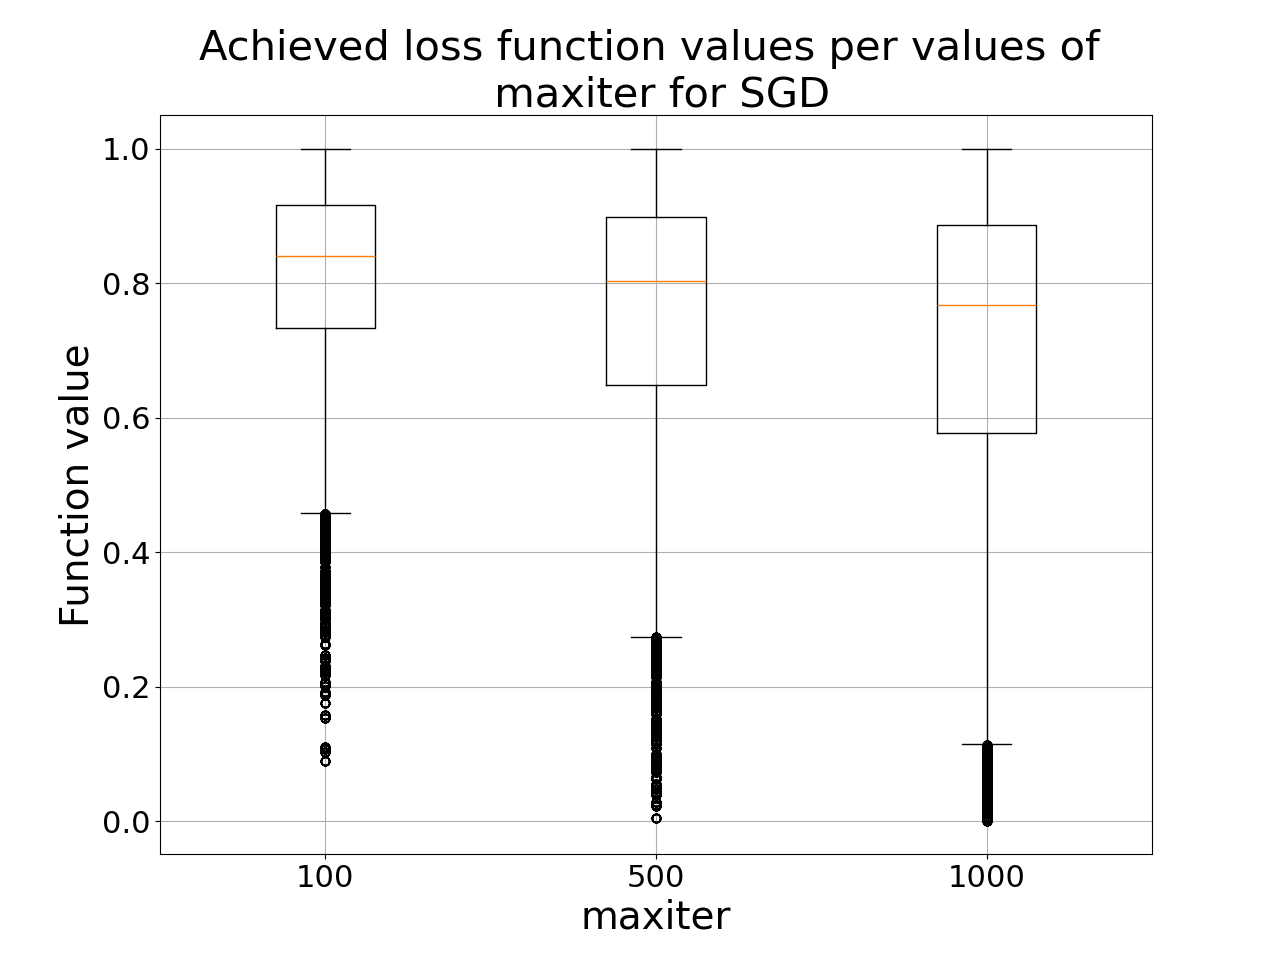 Achieved loss function values per values of
maxiter for SGD
Function value
1.0
0.8
0.6
0.4
0.2
0.0
100 500 1000
maxiter